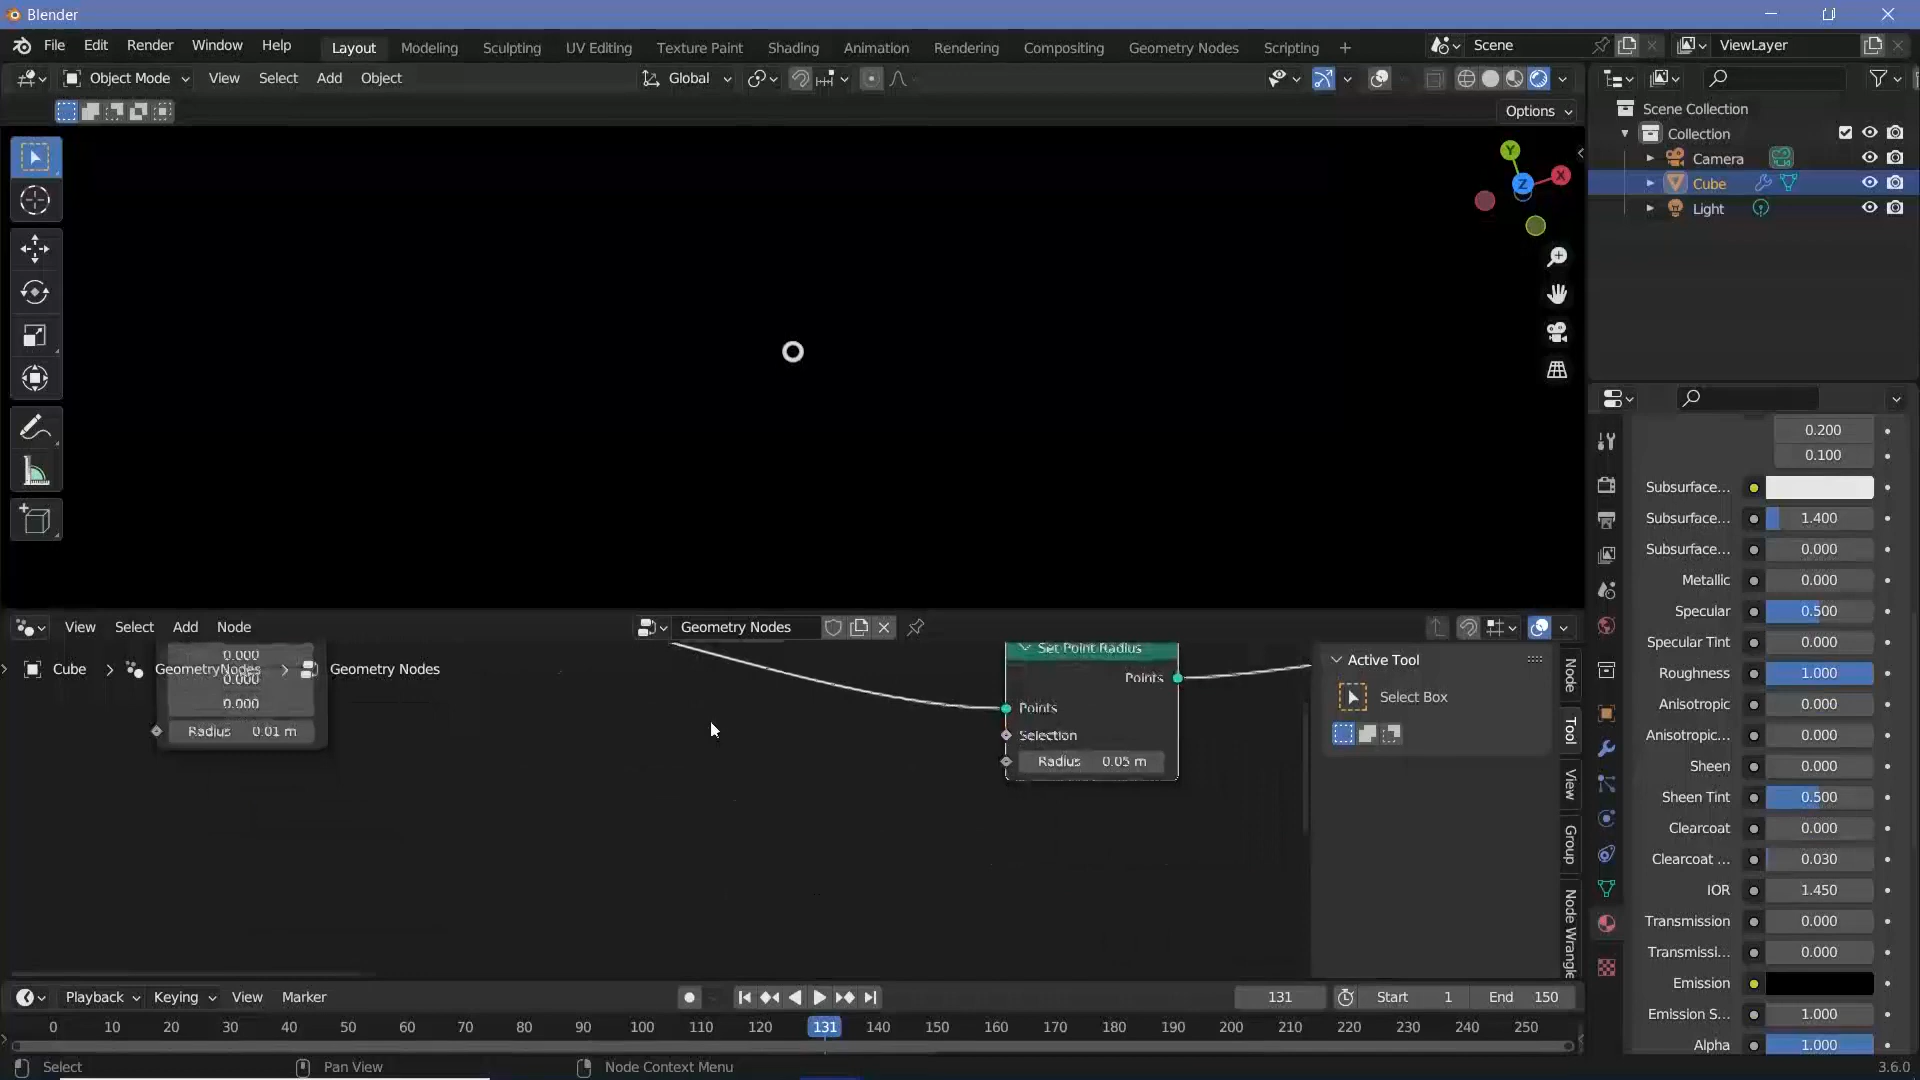 Blender
File Edit Render Window Help Layout Modeling Sculpting UV Editing Texture Paint Shading Animation Rendering Compositing Geometry Nodes Scripting + Scene ViewLayer
Object Mode View Select Add Object Global
Options
Scene Collection
Collection
Camera
Cube
Light
Y
X
Z
0.200
0.100
Subsurface...
Subsurface... 1.400
Subsurface... 0.000
Metallic 0.000
Specular 0.500
Specular Tint 0.000
Roughness 1.000
Anisotropic 0.000
Anisotropic... 0.000
Sheen 0.000
Sheen Tint 0.500
Clearcoat 0.000
Clearcoat ... 0.030
IOR 1.450
Transmission 0.000
Transmissi... 0.000
Emission
Emission S... 1.000
Alpha 1.000
View Select Add Node Geometry Nodes
0.000
Cube > GeometryNodes > Geometry Nodes
0.000
0.000
Radius 0.01 m
Set Point Radius
Points
Points
Selection
Radius 0.05 m
Active Tool
Select Box
Node
Tool
View
Group
Node Wrangle
Playback Keying View Marker 131 Start 1 End 150
0 10 20 30 40 50 60 70 80 90 100 110 120 131 140 150 160 170 180 190 200 210 220 230 240 250
Select Pan View Node Context Menu 3.6.0